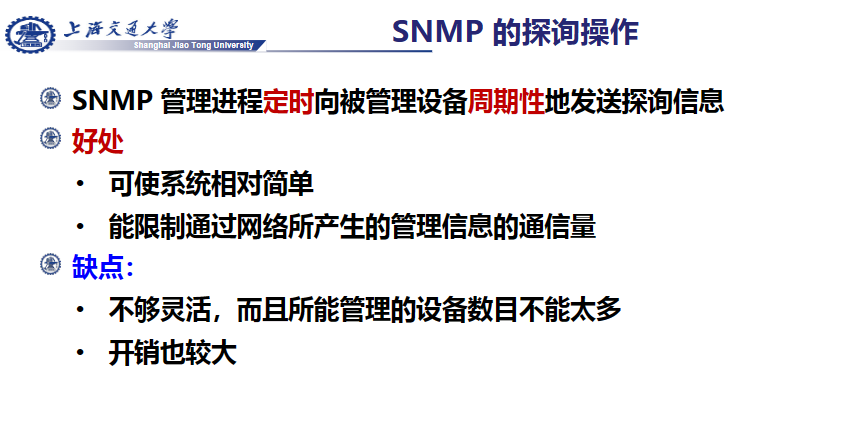 上海交通大学
Shanghai Jiao Tong University
SNMP 的探询操作
SNMP 管理进程定时向被管理设备周期性地发送探询信息
好处
• 可使系统相对简单
• 能限制通过网络所产生的管理信息的通信量
缺点：
• 不够灵活，而且所能管理的设备数目不能太多
• 开销也较大